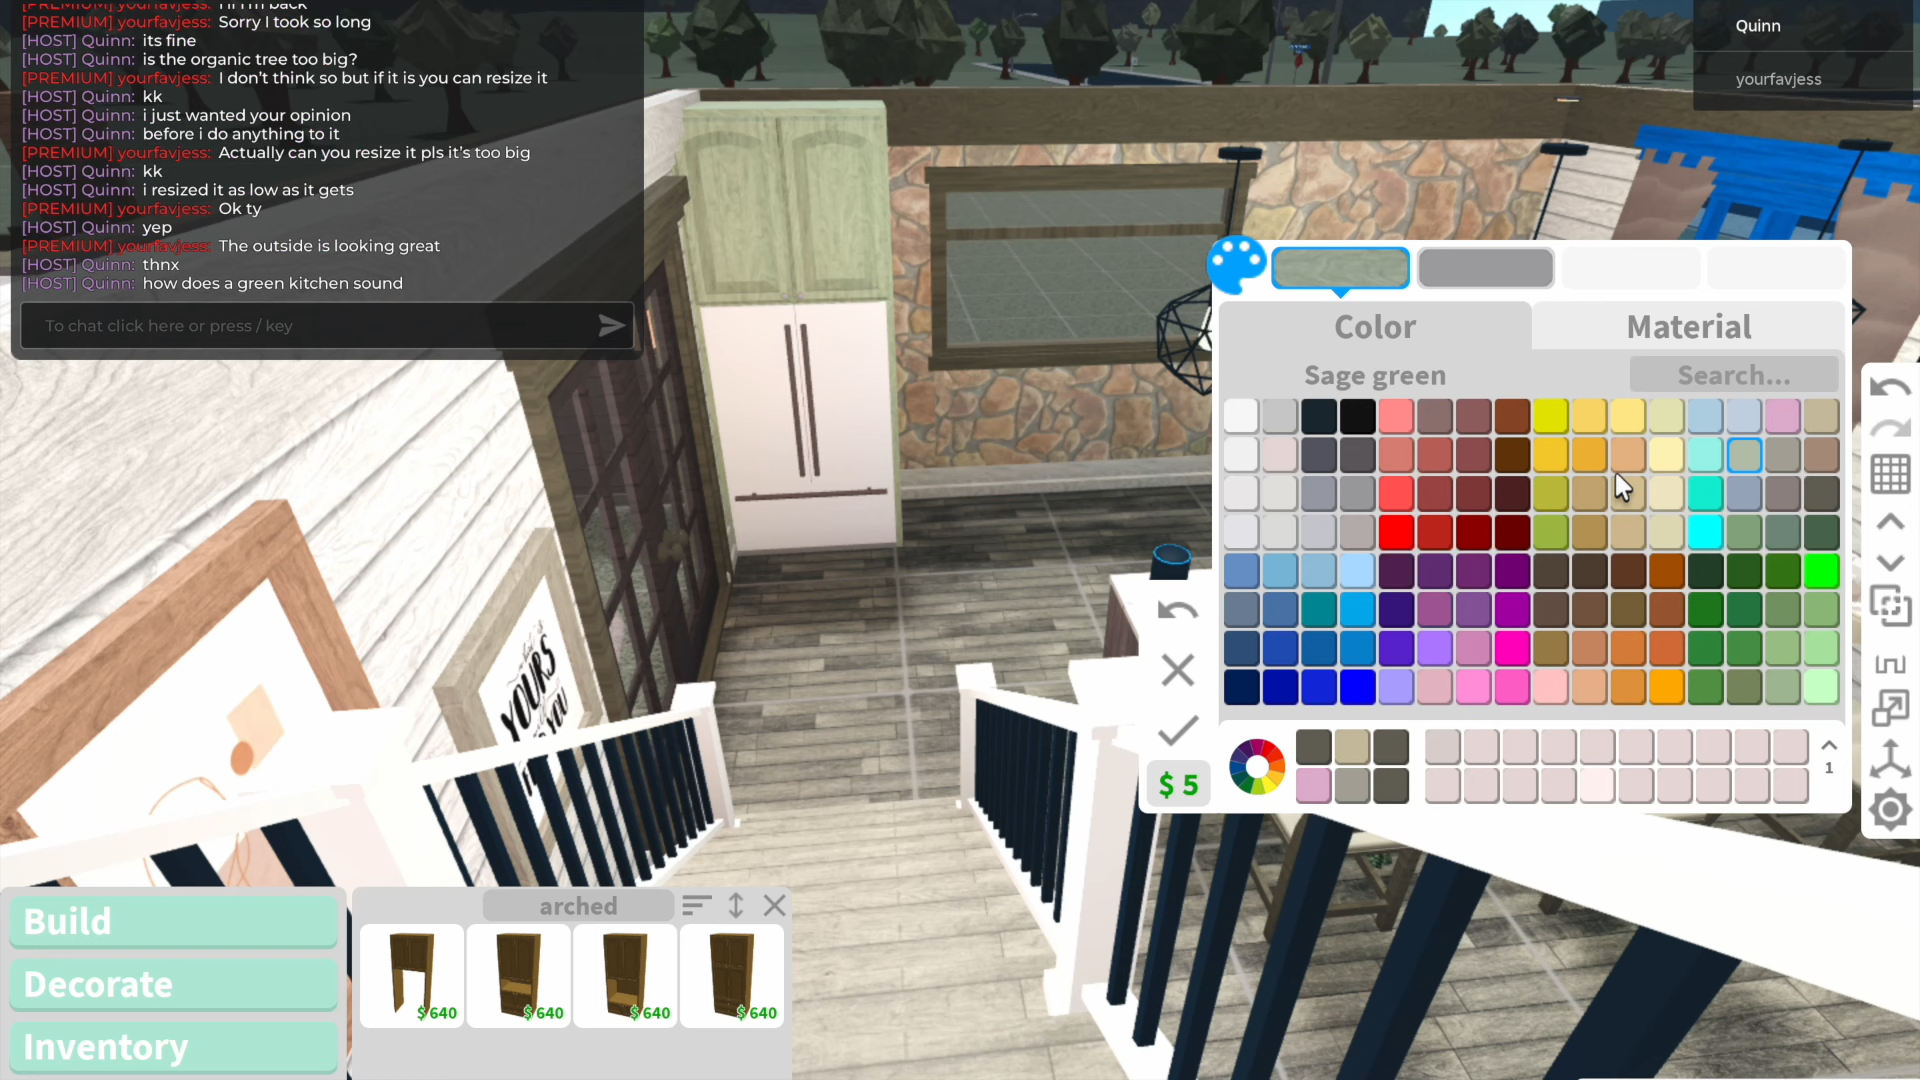 [PREMIUM] yourfavjess: Hi I'm back
[PREMIUM] yourfavjess: Sorry I took so long
[HOST] Quinn: its fine
[HOST] Quinn: is the organic tree too big?
[PREMIUM] yourfavjess: I don't think so but if it is you can resize it
[HOST] Quinn: kk
[HOST] Quinn: i just wanted your opinion
[HOST] Quinn: before i do anything to it
[PREMIUM] yourfavjess: Actually can you resize it pls it's too big
[HOST] Quinn: kk
[HOST] Quinn: i resized it as low as it gets
[PREMIUM] yourfavjess: Ok ty
[HOST] Quinn: yep
[PREMIUM] yourfavjess: The outside is looking great
[HOST] Quinn: thnx
[HOST] Quinn: how does a green kitchen sound
To chat click here or press / key
Quinn
yourfavjess
Color
Material
Sage green
Search...
YOURS
YOU
$ 5
1
Build
Decorate
Inventory
arched
$640
$640
$640
$640